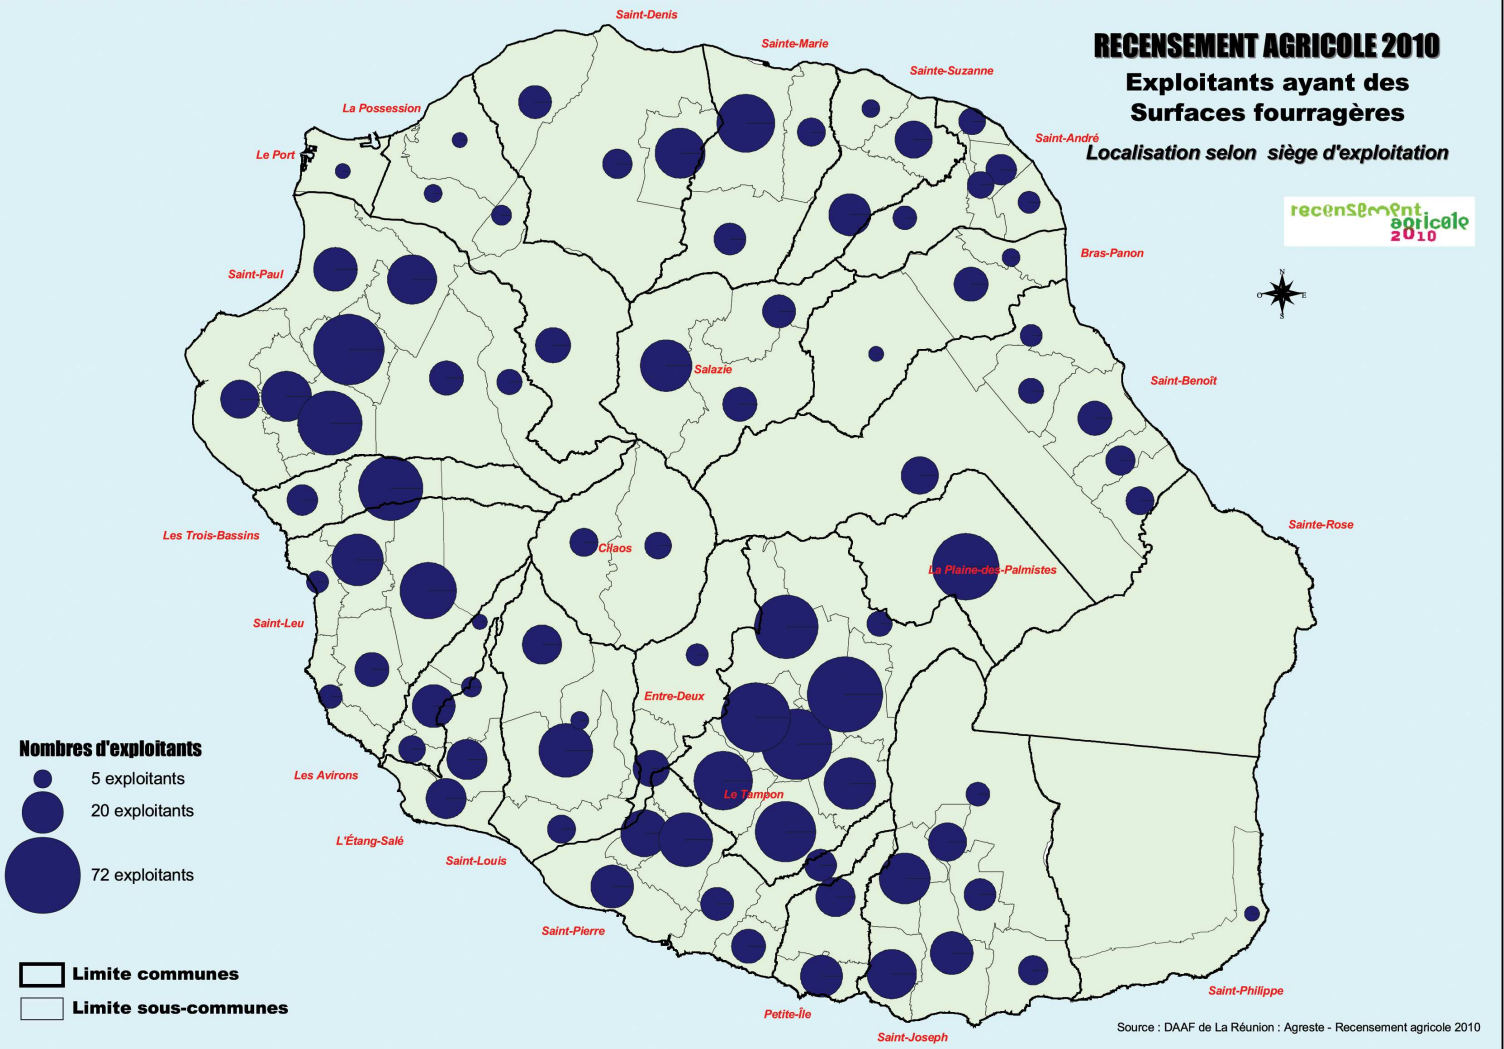 RECENSEMENT AGRICOLE 2010
Exploitants ayant des
Surfaces fourragères
Localisation selon siège d'exploitation
recensement
agricole
2010
N
O
E
S
Saint-Denis
Sainte-Marie
Sainte-Suzanne
La Possession
Saint-André
Le Port
Bras-Panon
Saint-Paul
Salazie
Saint-Benoît
Sainte-Rose
Les Trois-Bassins
Cilaos
La Plaine-des-Palmistes
Saint-Leu
Entre-Deux
Les Avirons
Le Tampon
L'Étang-Salé
Saint-Louis
Saint-Pierre
Saint-Philippe
Petite-Île
Saint-Joseph
Nombres d'exploitants
5 exploitants
20 exploitants
72 exploitants
Limite communes
Limite sous-communes
Source : DAAF de La Réunion : Agreste - Recensement agricole 2010